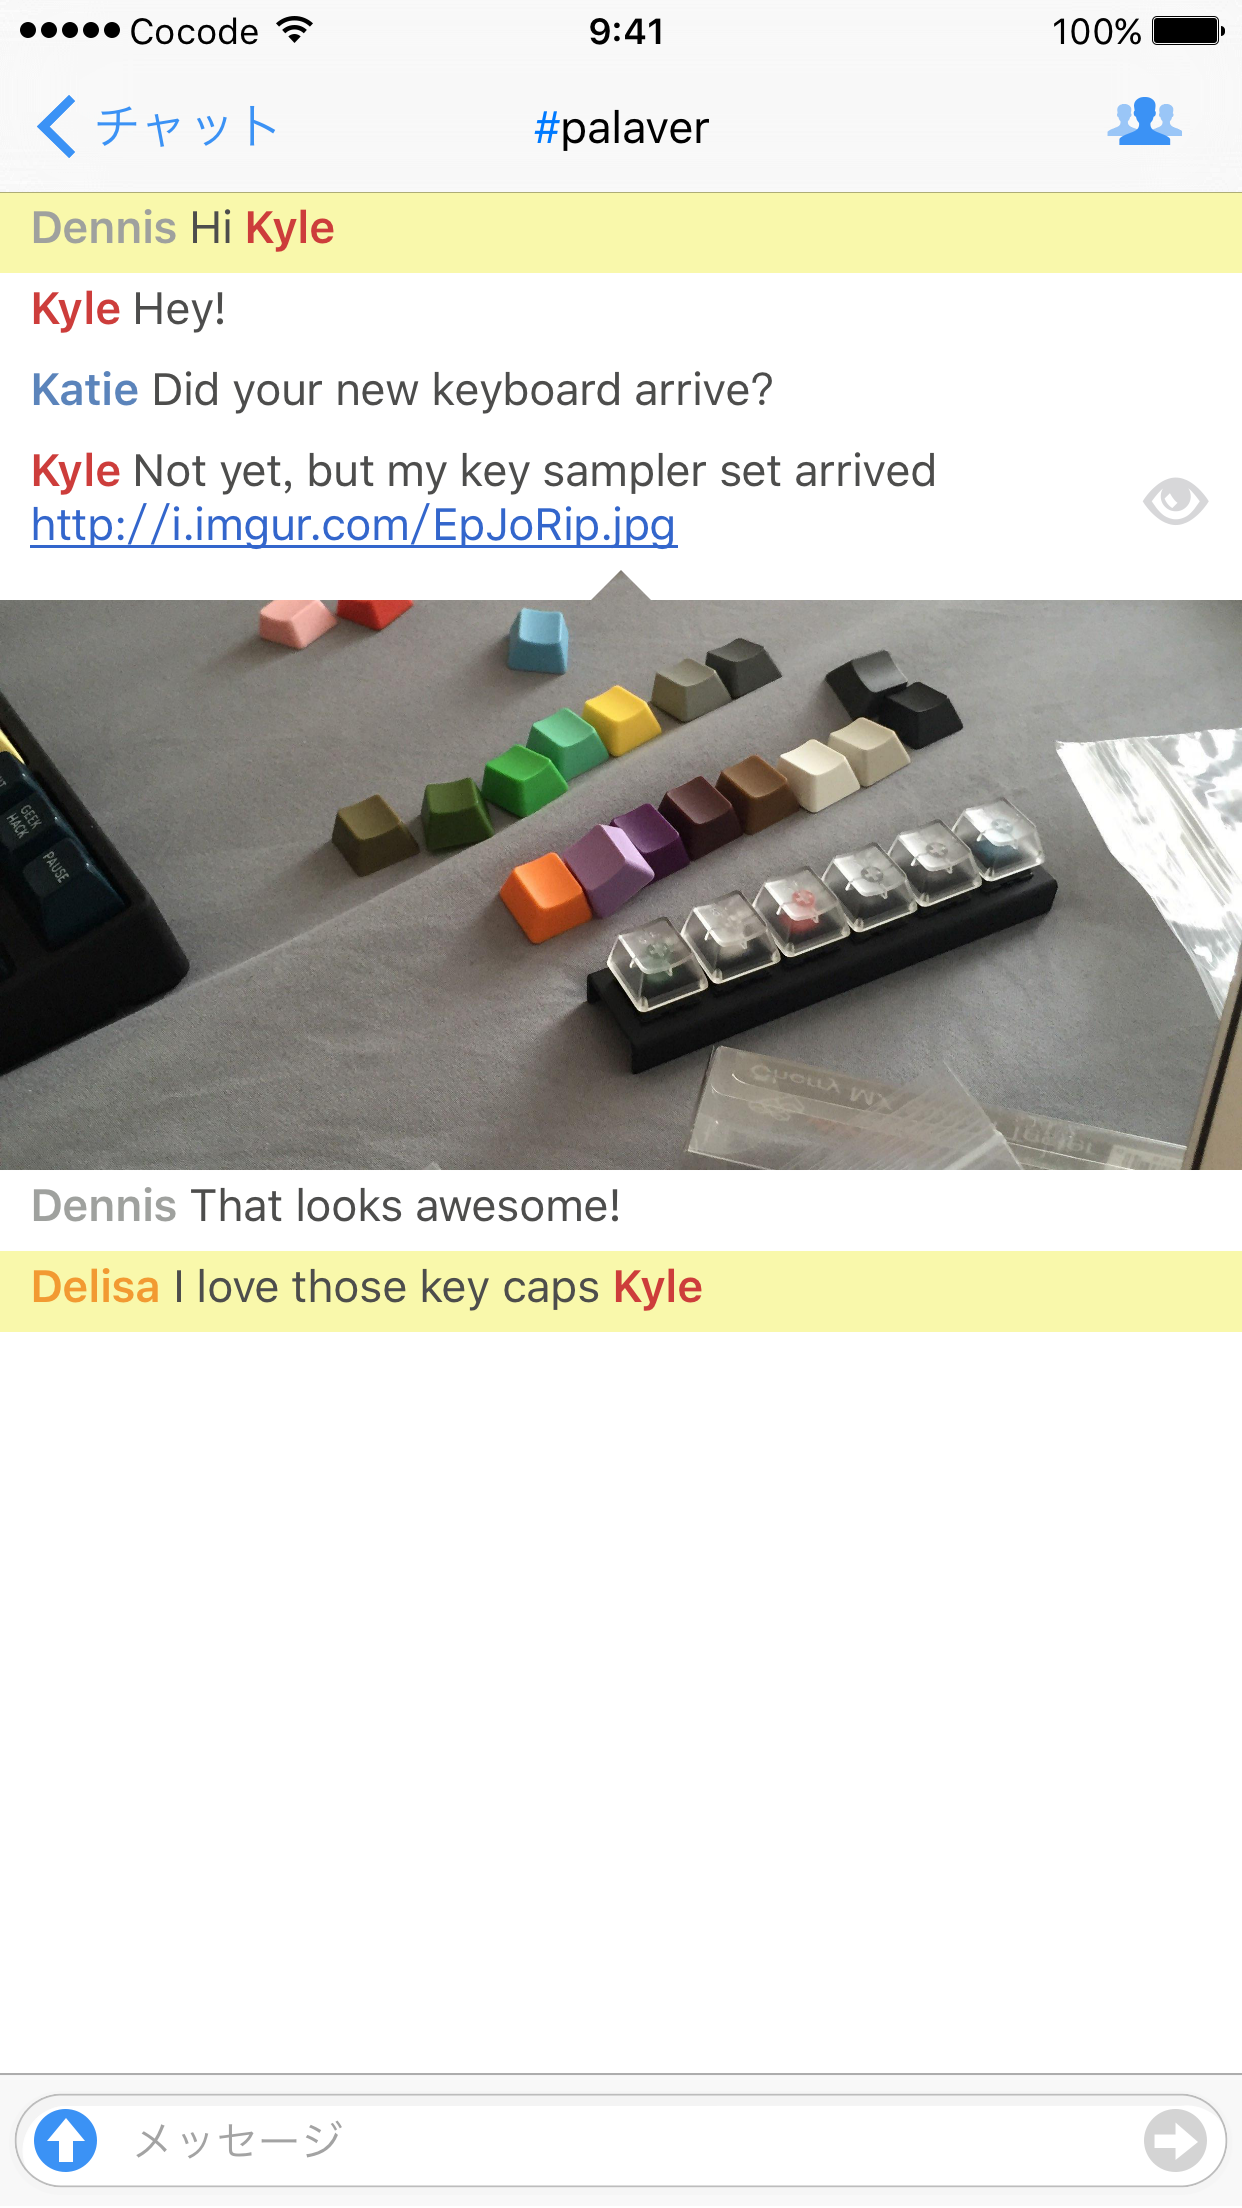 Cocode 9:41 100%
チャット #palaver
Dennis Hi Kyle
Kyle Hey!
Katie Did your new keyboard arrive?
Kyle Not yet, but my key sampler set arrived
http://i.imgur.com/EpJoRip.jpg
GEEK
HACK
PAUSE
Cherry MX
Dennis That looks awesome!
Delisa I love those key caps Kyle
メッセージ